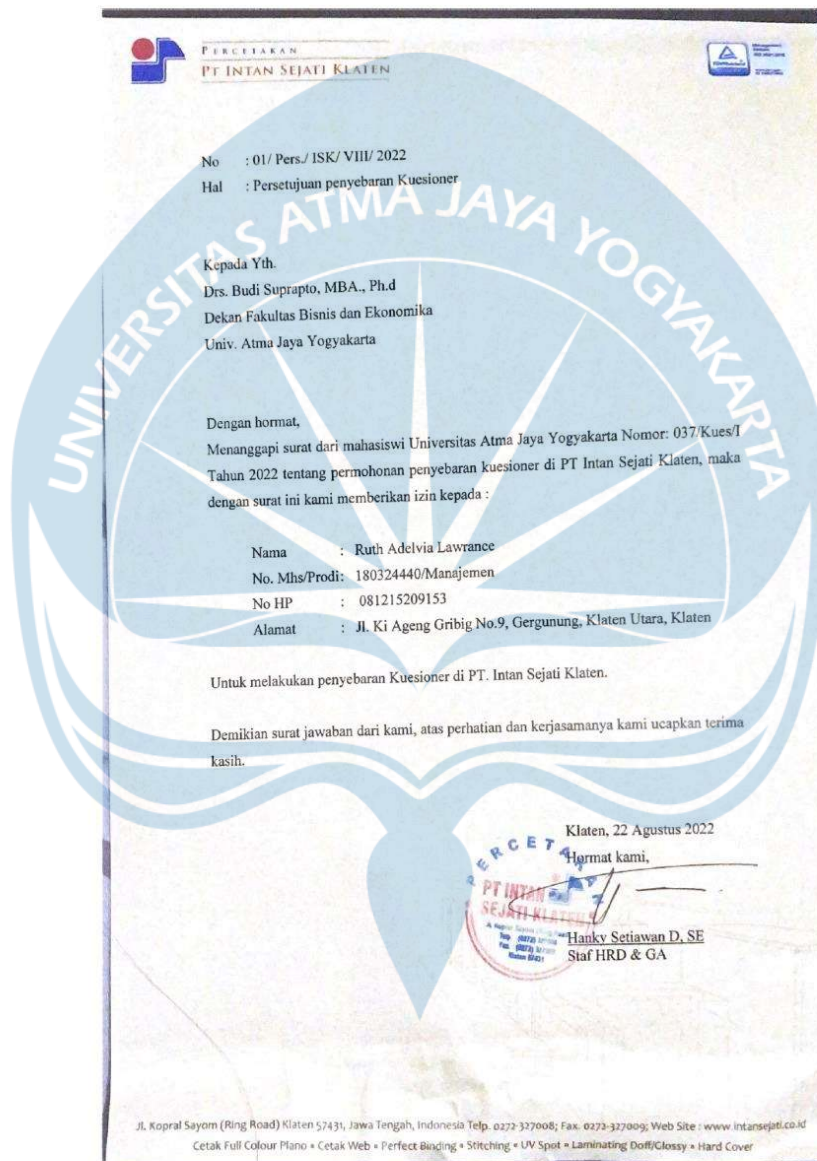 PERCETAKAN
PT INTAN SEJATI KLATEN
No : 01/ Pers./ ISK/ VIII/ 2022
Hal : Persetujuan penyebaran Kuesioner
UNIVERSITAS ATMA JAYA YOGYAKARTA
Kepada Yth.
Drs. Budi Suprapto, MBA., Ph.d
Dekan Fakultas Bisnis dan Ekonomika
Univ. Atma Jaya Yogyakarta
Dengan hormat,
Menanggapi surat dari mahasiswi Universitas Atma Jaya Yogyakarta Nomor: 037/Kues/I
Tahun 2022 tentang permohonan penyebaran kuesioner di PT Intan Sejati Klaten, maka
dengan surat ini kami memberikan izin kepada :
Nama : Ruth Adelvia Lawrance
No. Mhs/Prodi: 180324440/Manajemen
No HP : 081215209153
Alamat : Jl. Ki Ageng Gribig No.9, Gergunung, Klaten Utara, Klaten
Untuk melakukan penyebaran Kuesioner di PT. Intan Sejati Klaten.
Demikian surat jawaban dari kami, atas perhatian dan kerjasamanya kami ucapkan terima
kasih.
Klaten, 22 Agustus 2022
Hormat kami,
PERCETAKAN
PT INTAN
SEJATI KLATEN
Hanky Setiawan D, SE
Staf HRD & GA
Jl. Kopral Sayom (Ring Road) Klaten 57431, Jawa Tengah, Indonesia Telp. 0272-327008; Fax. 0272-327009; Web Site : www.intansejati.co.id
Cetak Full Colour Plano • Cetak Web • Perfect Binding • Stitching • UV Spot • Laminating Doff/Glossy • Hard Cover